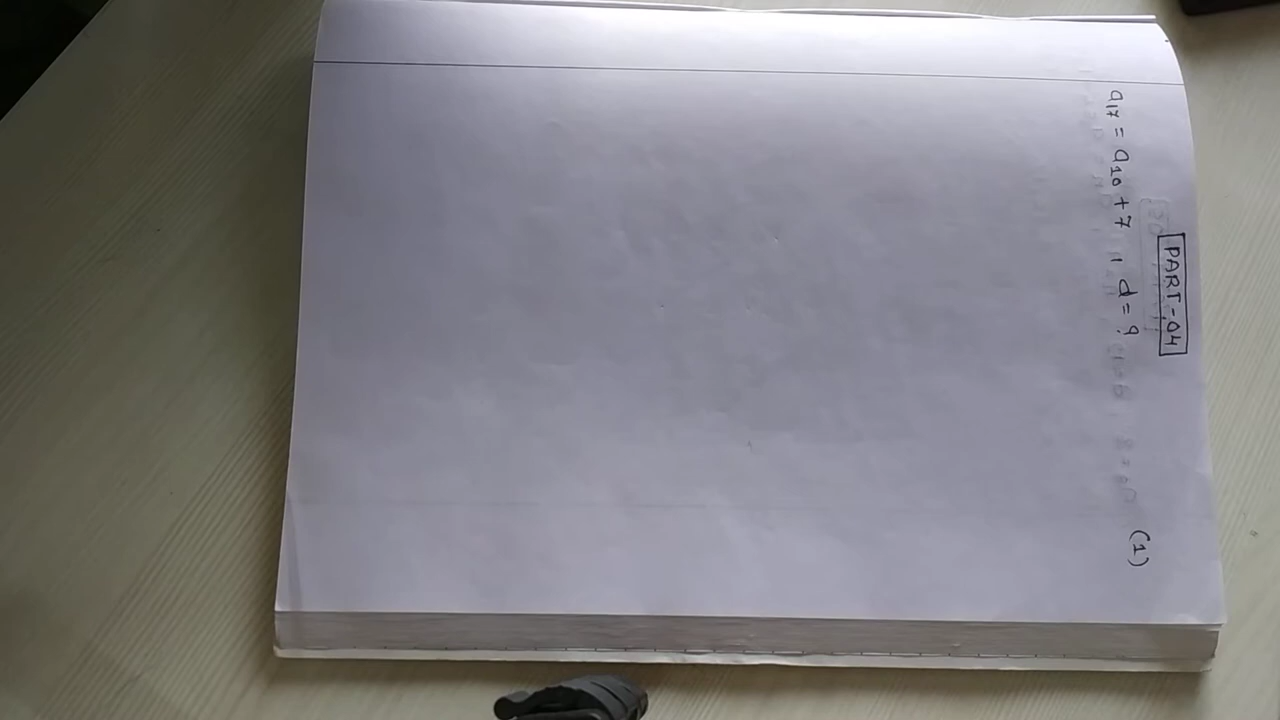 PART-04
a17 = a10 + 7 , d = ? (1)